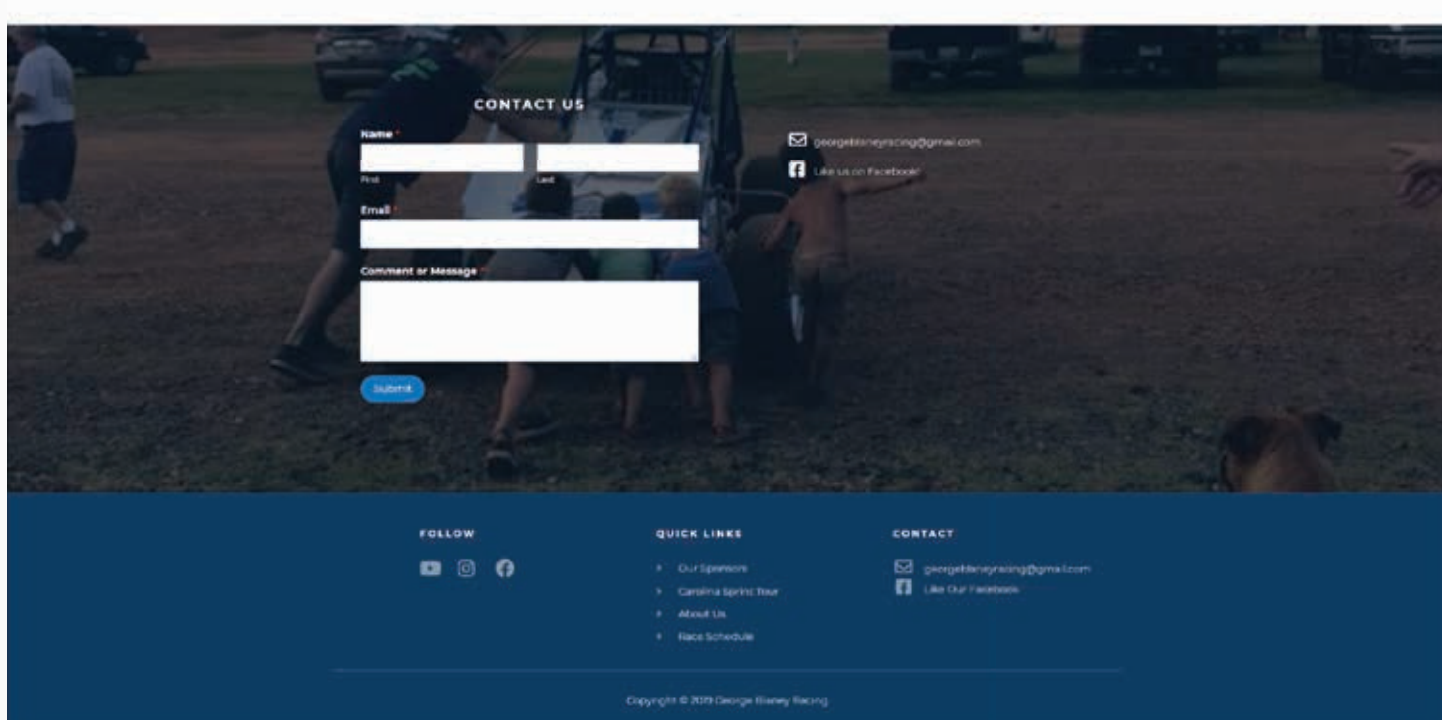 CONTACT US
Name *
First Last
Email *
Comment or Message *
Submit
georgeblaneyracing@gmail.com
Like us on Facebook!
FOLLOW
QUICK LINKS
Our Sponsors
Carolina Sprint Tour
About Us
Race Schedule
CONTACT
georgeblaneyracing@gmail.com
Like Our Facebook
Copyright © 2019 George Blaney Racing